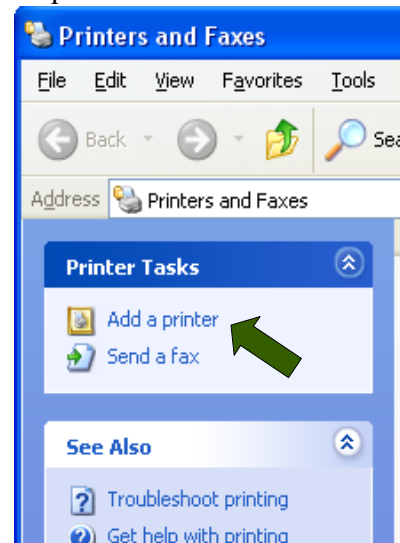 Printers and Faxes
File Edit View Favorites Tools
Back
Address Printers and Faxes
Printer Tasks
Add a printer
Send a fax
See Also
Troubleshoot printing
Get help with printing